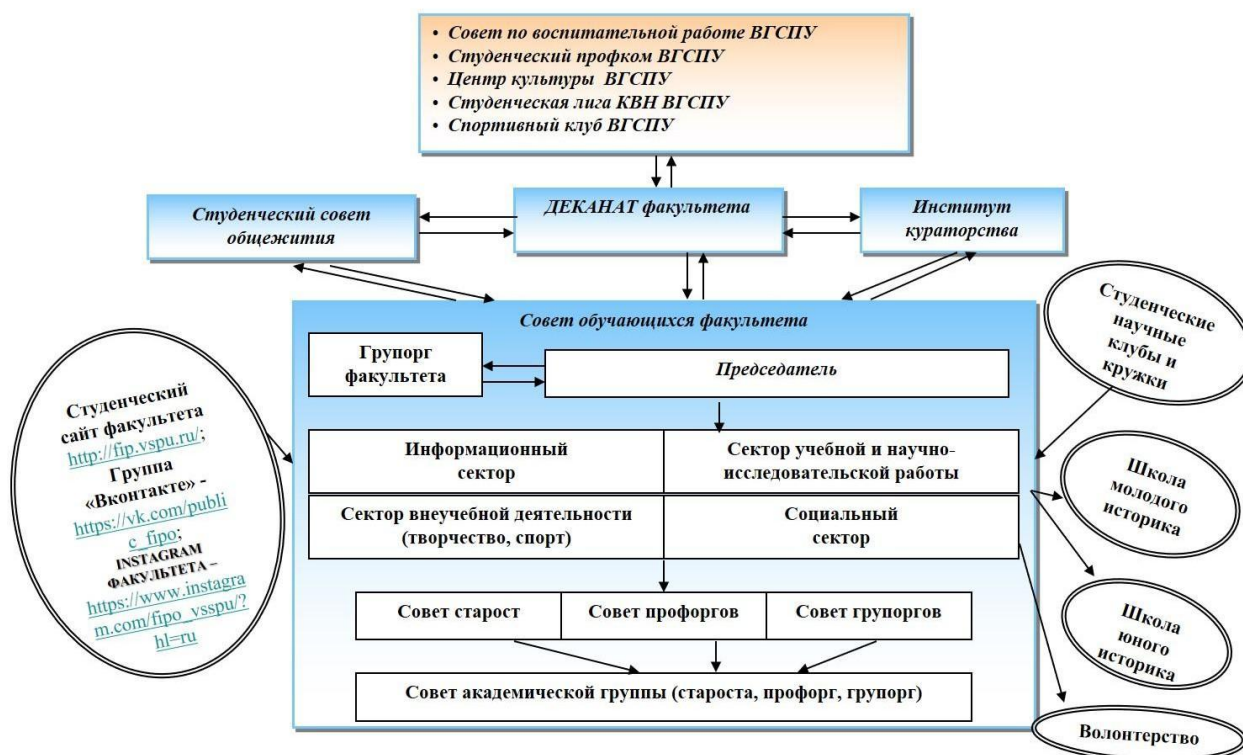 • Совет по воспитательной работе ВГСПУ
• Студенческий профком ВГСПУ
• Центр культуры ВГСПУ
• Студенческая лига КВН ВГСПУ
• Спортивный клуб ВГСПУ
Студенческий совет
общежития
ДЕКАНАТ факультета
Институт
кураторства
Совет обучающихся факультета
Групорг
факультета
Председатель
Информационный
сектор
Сектор учебной и научно-
исследовательской работы
Сектор внеучебной деятельности
(творчество, спорт)
Социальный
сектор
Совет старост
Совет профоргов
Совет групоргов
Совет академической группы (староста, профорг, групорг)
Студенческий
сайт факультета
http://fip.vspu.ru/;
Группа
«Вконтакте» -
https://vk.com/publi
c_fipo;
INSTAGRAM
ФАКУЛЬТЕТА –
https://www.instagra
m.com/fipo_vsspu/?
hl=ru
Студенческие
научные
клубы и
кружки
Школа
молодого
историка
Школа
юного
историка
Волонтерство